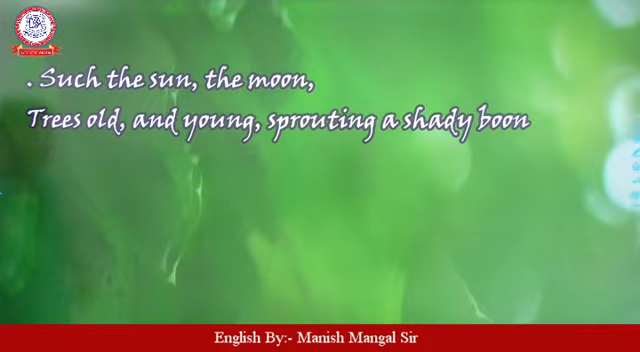 . Such the sun, the moon,
Trees old, and young, sprouting a shady boon
English By:- Manish Mangal Sir